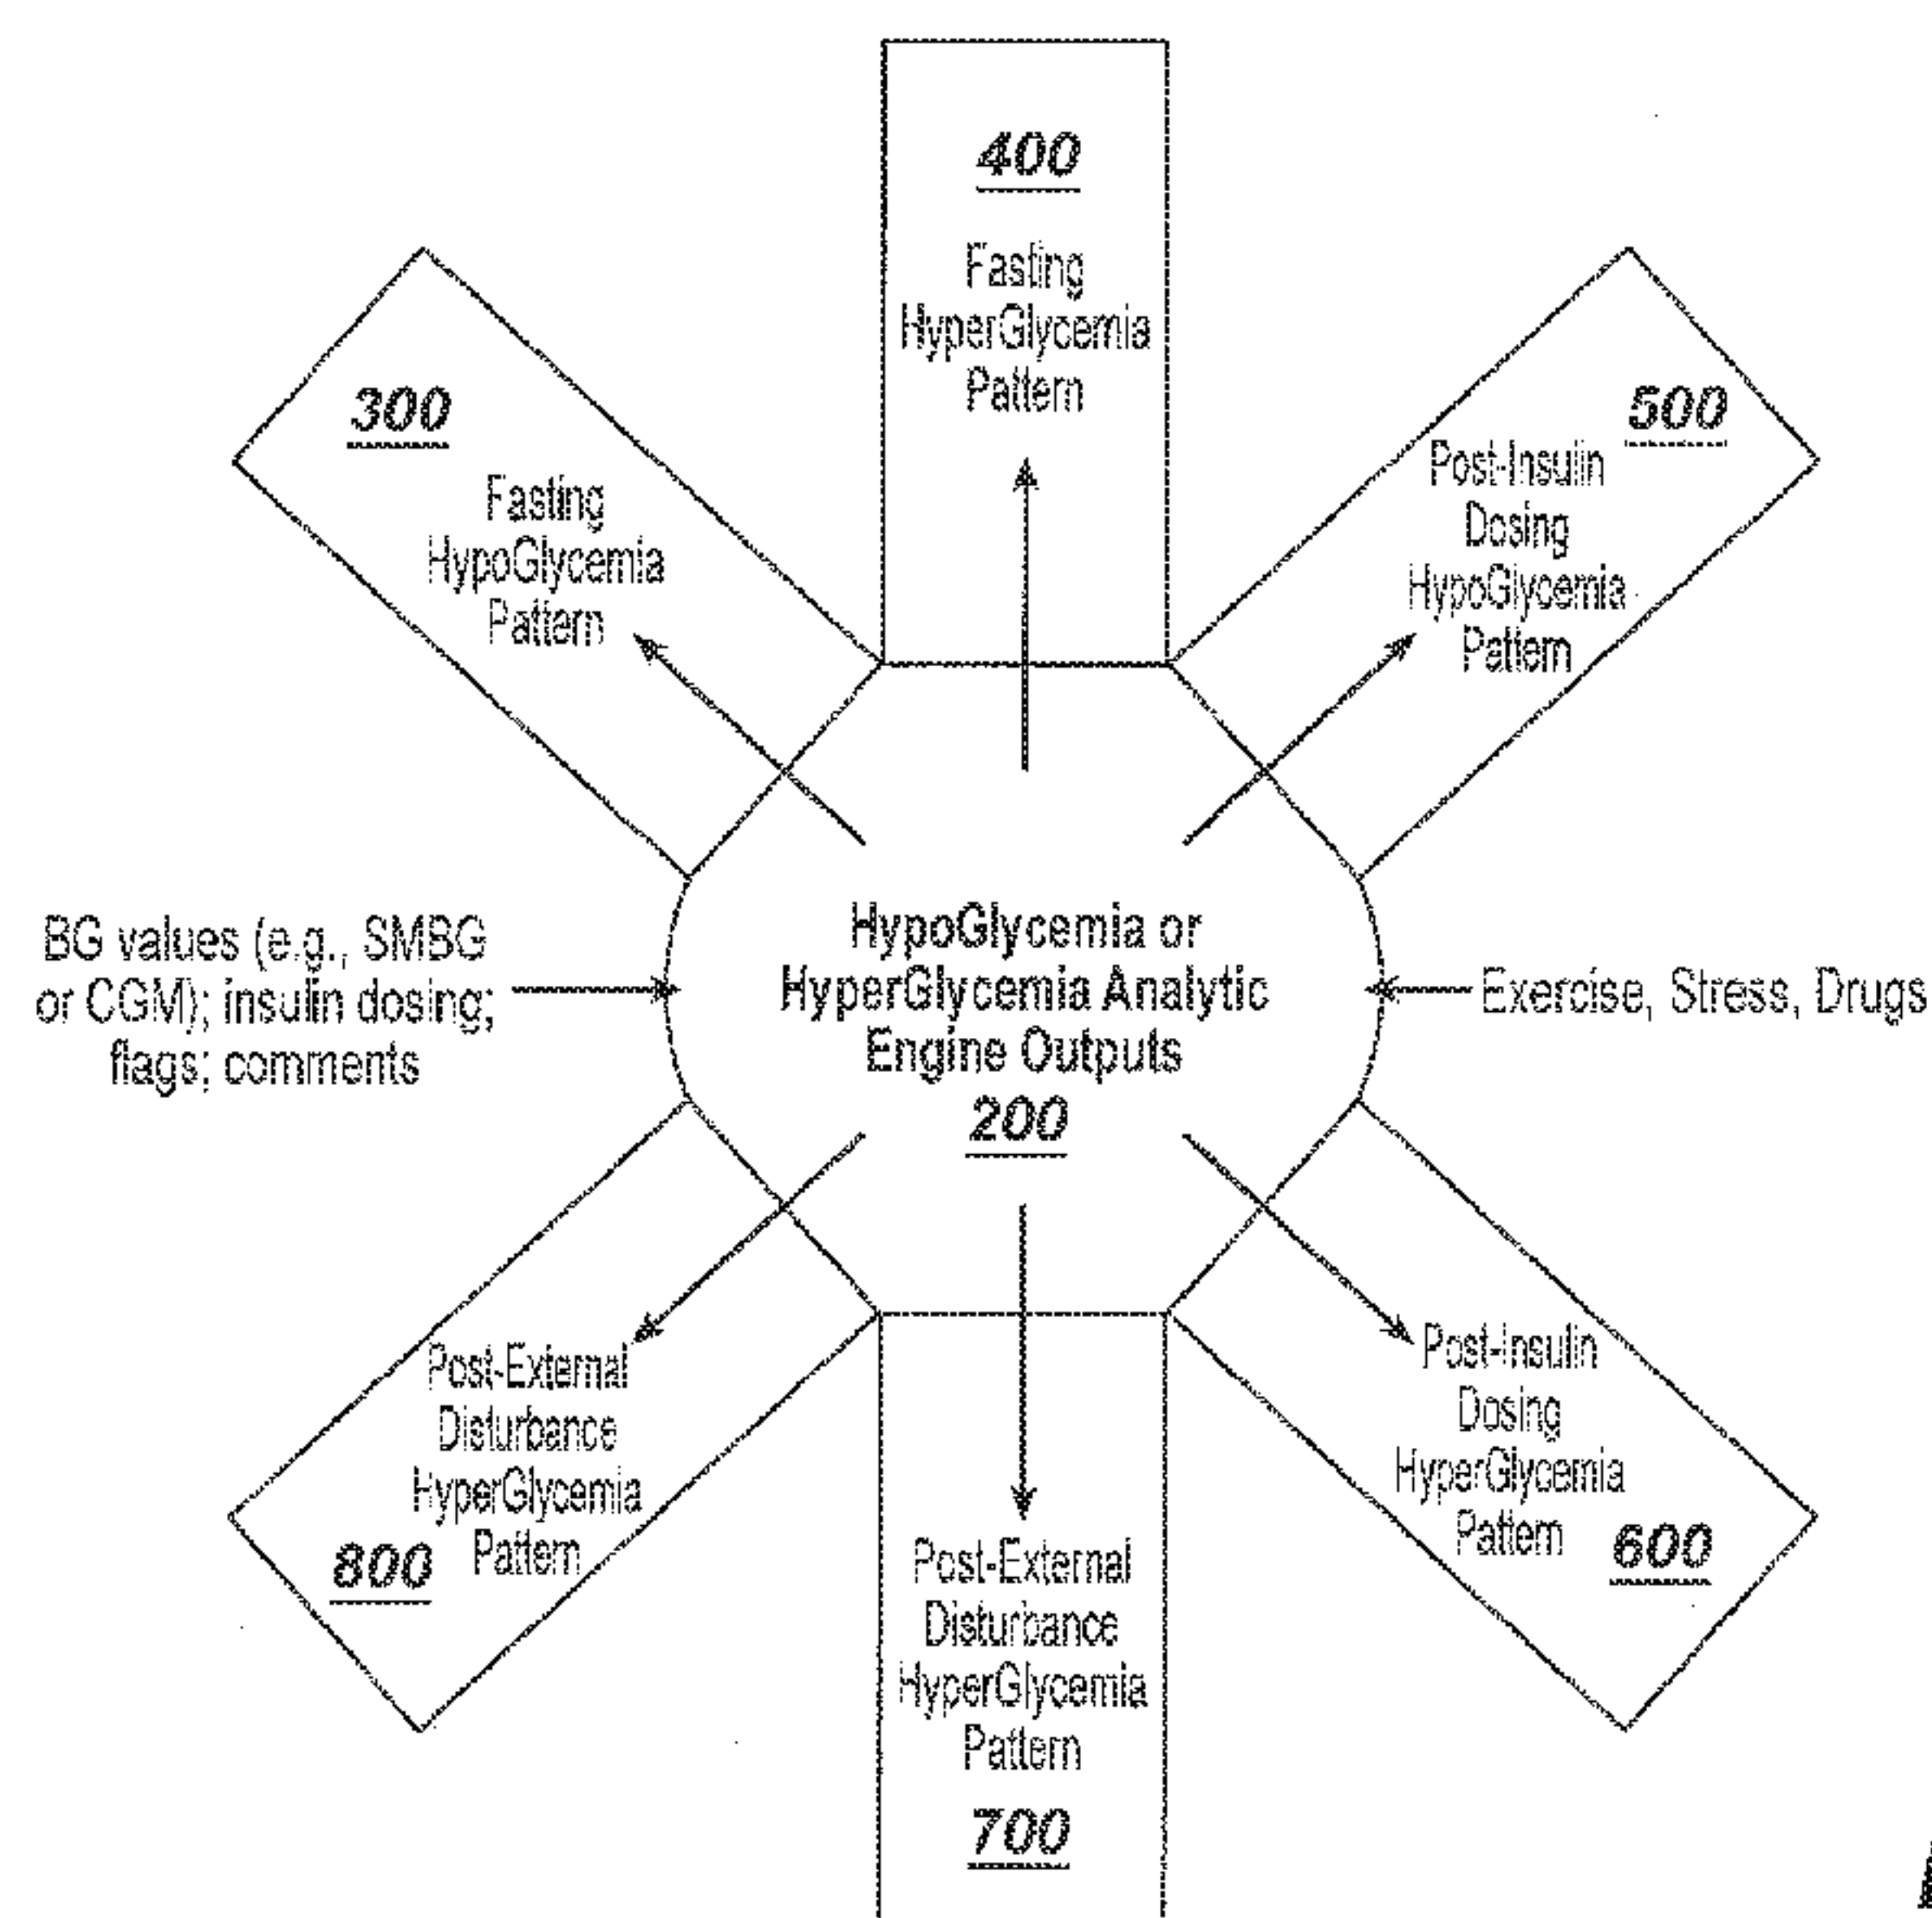 400
Fasting
HyperGlycemia
Pattern
300
Fasting
HypoGlycemia
Pattern
500
Post-Insulin
Dosing
HypoGlycemia
Pattern
BG values (e.g., SMBG
or CGM); insulin dosing;
flags; comments
HypoGlycemia or
HyperGlycemia Analytic
Engine Outputs
200
Exercise, Stress, Drugs
Post-External
Disturbance
HyperGlycemia
Pattern
800
Post-External
Disturbance
HyperGlycemia
Pattern
700
Post-Insulin
Dosing
HyperGlycemia
Pattern
600